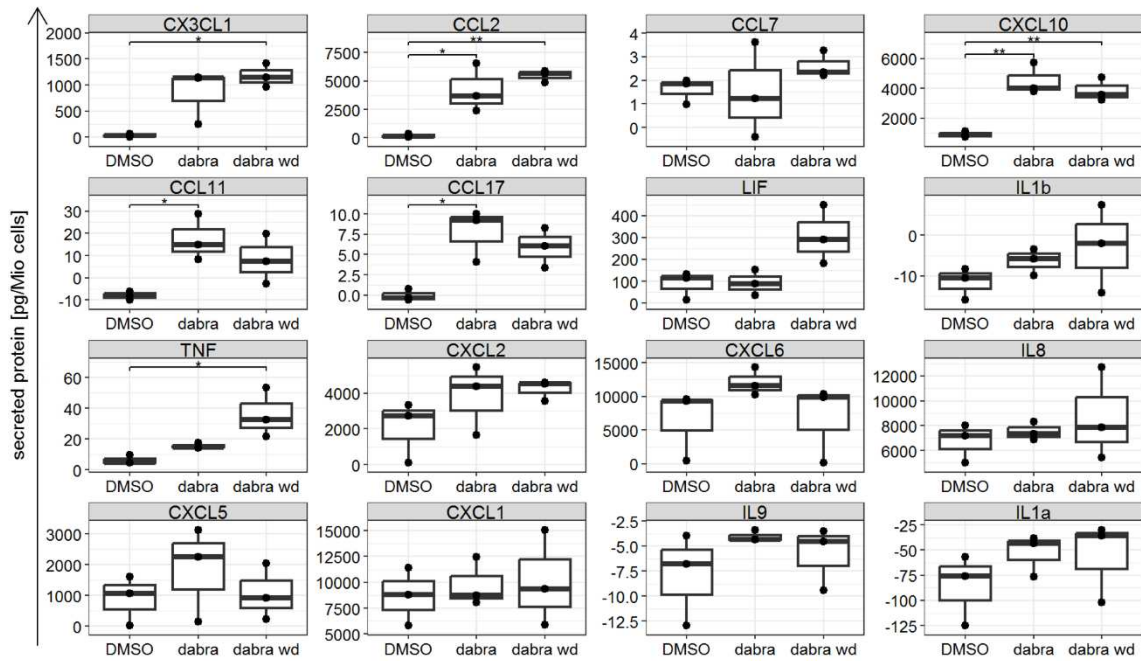 secreted protein [pg/Mio cells]
CX3CL1
*
2000
1500
1000
500
0
DMSO dabra dabra wd
CCL2
**
*
7500
5000
2500
0
DMSO dabra dabra wd
CCL7
4
3
2
1
0
DMSO dabra dabra wd
CXCL10
**
**
6000
4000
2000
DMSO dabra dabra wd
CCL11
*
30
20
10
0
-10
DMSO dabra dabra wd
CCL17
*
10.0
7.5
5.0
2.5
0.0
DMSO dabra dabra wd
LIF
400
300
200
100
0
DMSO dabra dabra wd
IL1b
0
-10
DMSO dabra dabra wd
TNF
*
60
40
20
0
DMSO dabra dabra wd
CXCL2
4000
2000
0
DMSO dabra dabra wd
CXCL6
15000
10000
5000
0
DMSO dabra dabra wd
IL8
12000
10000
8000
6000
DMSO dabra dabra wd
CXCL5
3000
2000
1000
0
DMSO dabra dabra wd
CXCL1
15000
12500
10000
7500
5000
DMSO dabra dabra wd
IL9
-2.5
-5.0
-7.5
-10.0
-12.5
DMSO dabra dabra wd
IL1a
-25
-50
-75
-100
-125
DMSO dabra dabra wd